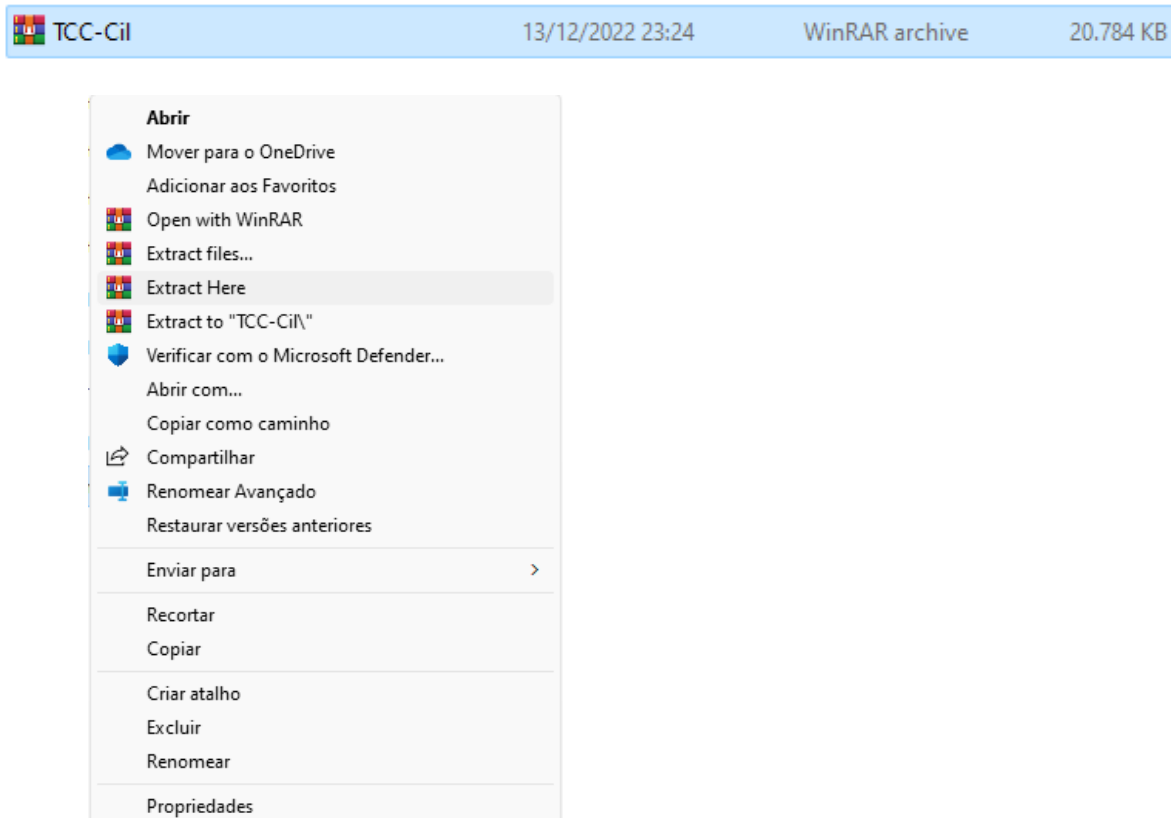 TCC-Cil 13/12/2022 23:24 WinRAR archive 20.784 KB
Abrir
Mover para o OneDrive
Adicionar aos Favoritos
Open with WinRAR
Extract files...
Extract Here
Extract to "TCC-Cil\"
Verificar com o Microsoft Defender...
Abrir com...
Copiar como caminho
Compartilhar
Renomear Avançado
Restaurar versões anteriores
Enviar para
Recortar
Copiar
Criar atalho
Excluir
Renomear
Propriedades